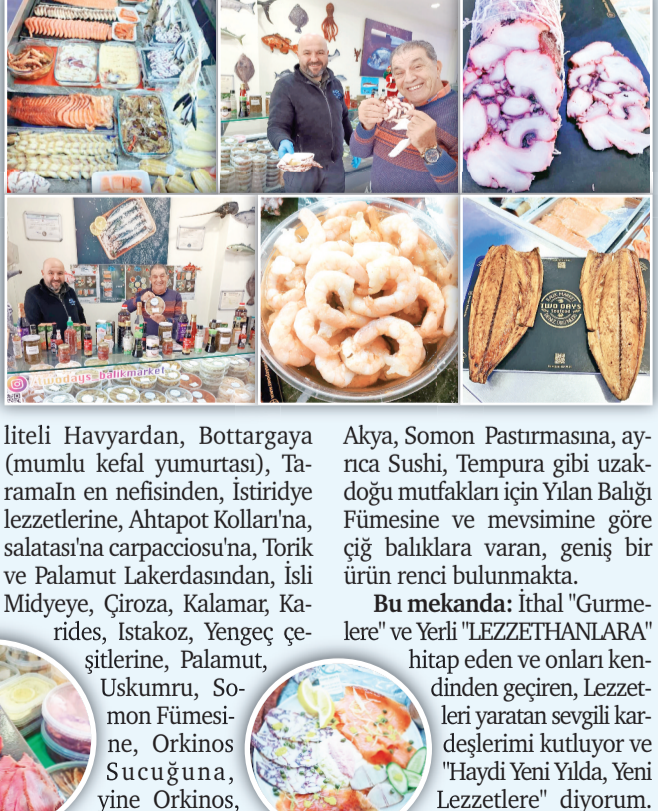 twodays_balikmarket
TWO DAYS
liteli Havyardan, Bottargaya
(mumlu kefal yumurtası), Ta-
ramaIn en nefisinden, İstiridye
lezzetlerine, Ahtapot Kolları'na,
salatası'na carpacciosu'na, Torik
ve Palamut Lakerdasından, İsli
Midyeye, Çiroza, Kalamar, Ka-
rides, Istakoz, Yengeç çe-
şitlerine, Palamut,
Uskumru, So-
mon Fümesi-
ne, Orkinos
Sucuğuna,
yine Orkinos,
Akya, Somon Pastırmasına, ay-
rıca Sushi, Tempura gibi uzak-
doğu mutfakları için Yılan Balığı
Fümesine ve mevsimine göre
çiğ balıklara varan, geniş bir
ürün renci bulunmakta.
Bu mekanda: İthal "Gurme-
lere" ve Yerli "LEZZETHANLARA"
hitap eden ve onları ken-
dinden geçiren, Lezzet-
leri yaratan sevgili kar-
deşlerimi kutluyor ve
"Haydi Yeni Yılda, Yeni
Lezzetlere" diyorum.